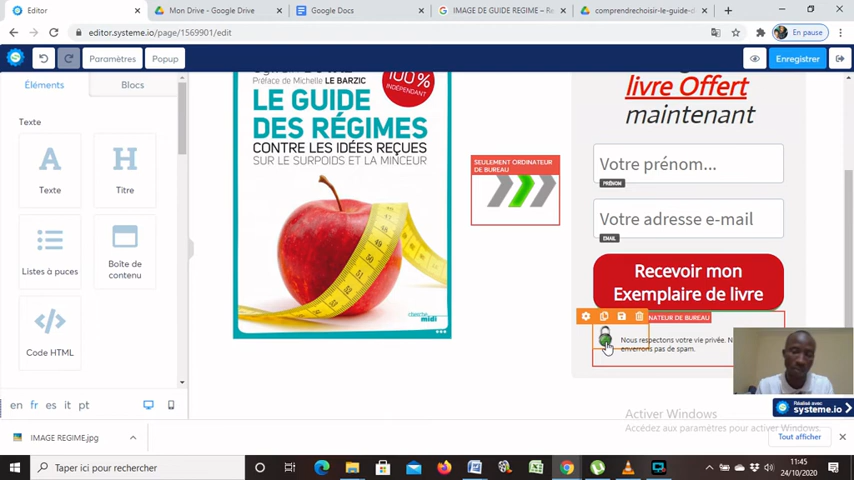 Editor
Mon Drive - Google Drive
Google Docs
IMAGE DE GUIDE REGIME – Re
comprendrechoisir-le-guide-d
editor.systeme.io/page/1569901/edit
En pause
Paramètres
Popup
Enregistrer
Éléments
Blocs
Texte
Texte
Titre
Listes à puces
Boîte de
contenu
Code HTML
en fr es it pt
Préface de Michelle LE BARZIC
100 %
INDÉPENDANT
LE GUIDE
DES RÉGIMES
CONTRE LES IDÉES REÇUES
SUR LE SURPOIDS ET LA MINCEUR
midi
SEULEMENT ORDINATEUR
DE BUREAU
livre Offert
maintenant
Votre prénom...
PRÉNOM
Votre adresse e-mail
EMAIL
Recevoir mon
Exemplaire de livre
NATEUR DE BUREAU
Nous respectons votre vie privée. N
enverrons pas de spam.
Réalisé avec
systeme.io
Activer Windows
Accédez aux paramètres pour activer Windows.
IMAGE REGIME.jpg
Tout afficher
Taper ici pour rechercher
11:45
24/10/2020